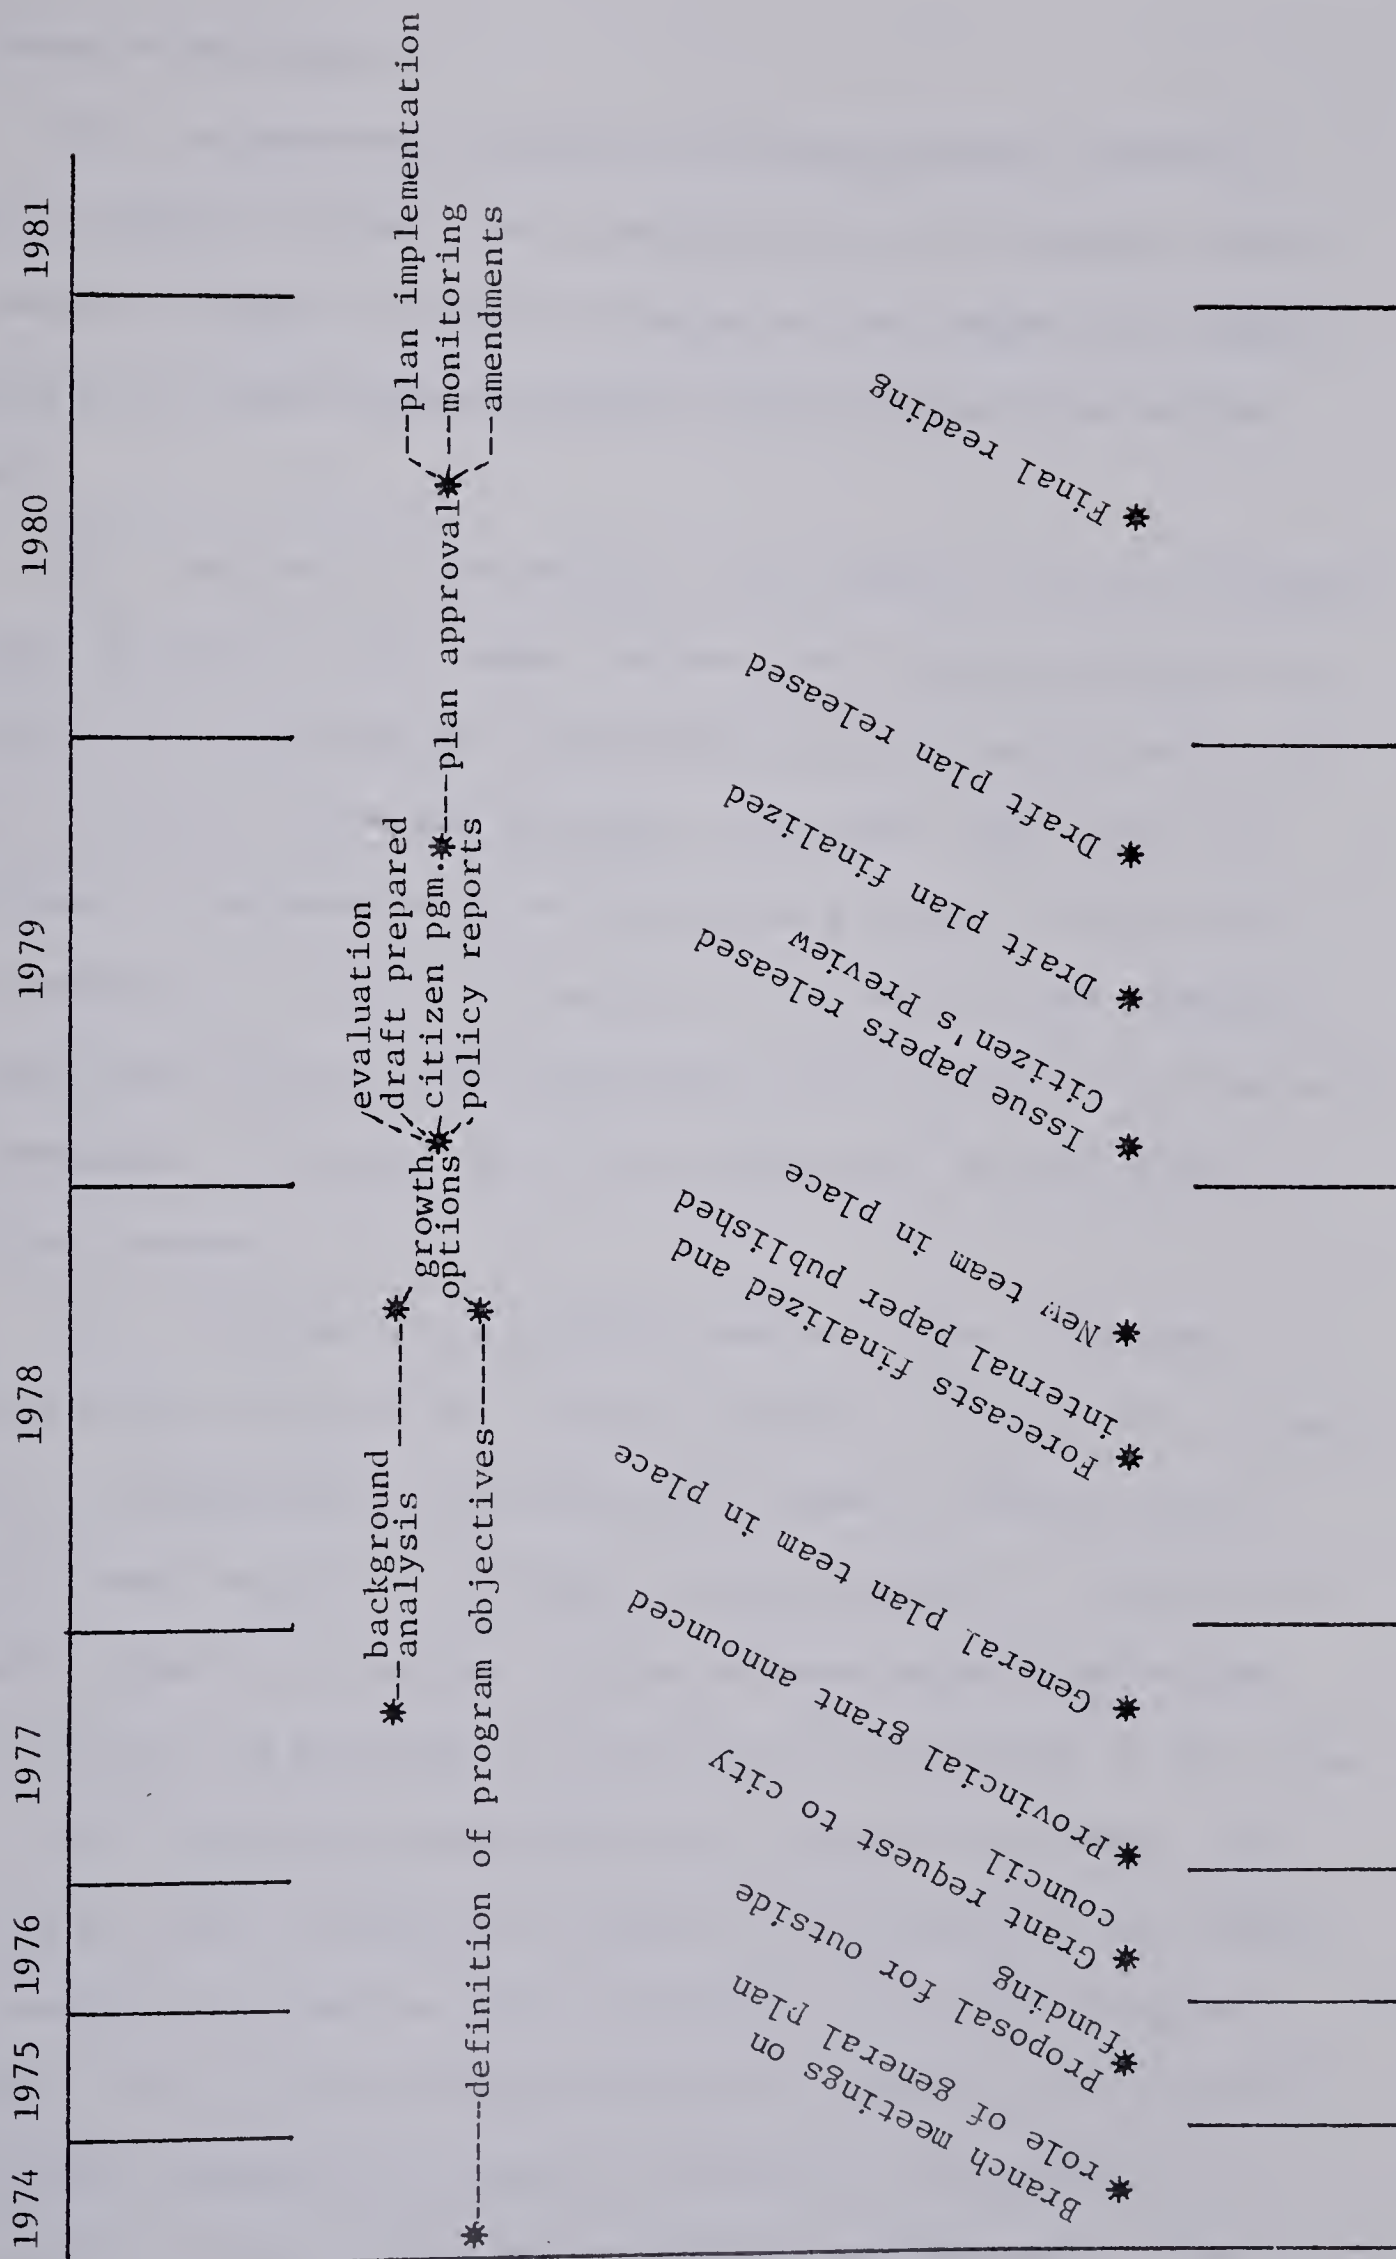 1974 1975 1976 1977 1978 1979 1980 1981
evaluation
background
draft prepared
--plan implementation
analysis
growth
citizen pgm.
----plan approval
--monitoring
options
policy reports
--amendments
-------definition of program objectives------
Branch meetings on
role of general plan
Proposal for outside
funding
Grant request to city
council
Provincial grant announced
General plan team in place
Forecasts finalized and
internal paper published
New team in place
Issue papers released
Citizen's Preview
Draft plan finalized
Draft plan released
Final reading